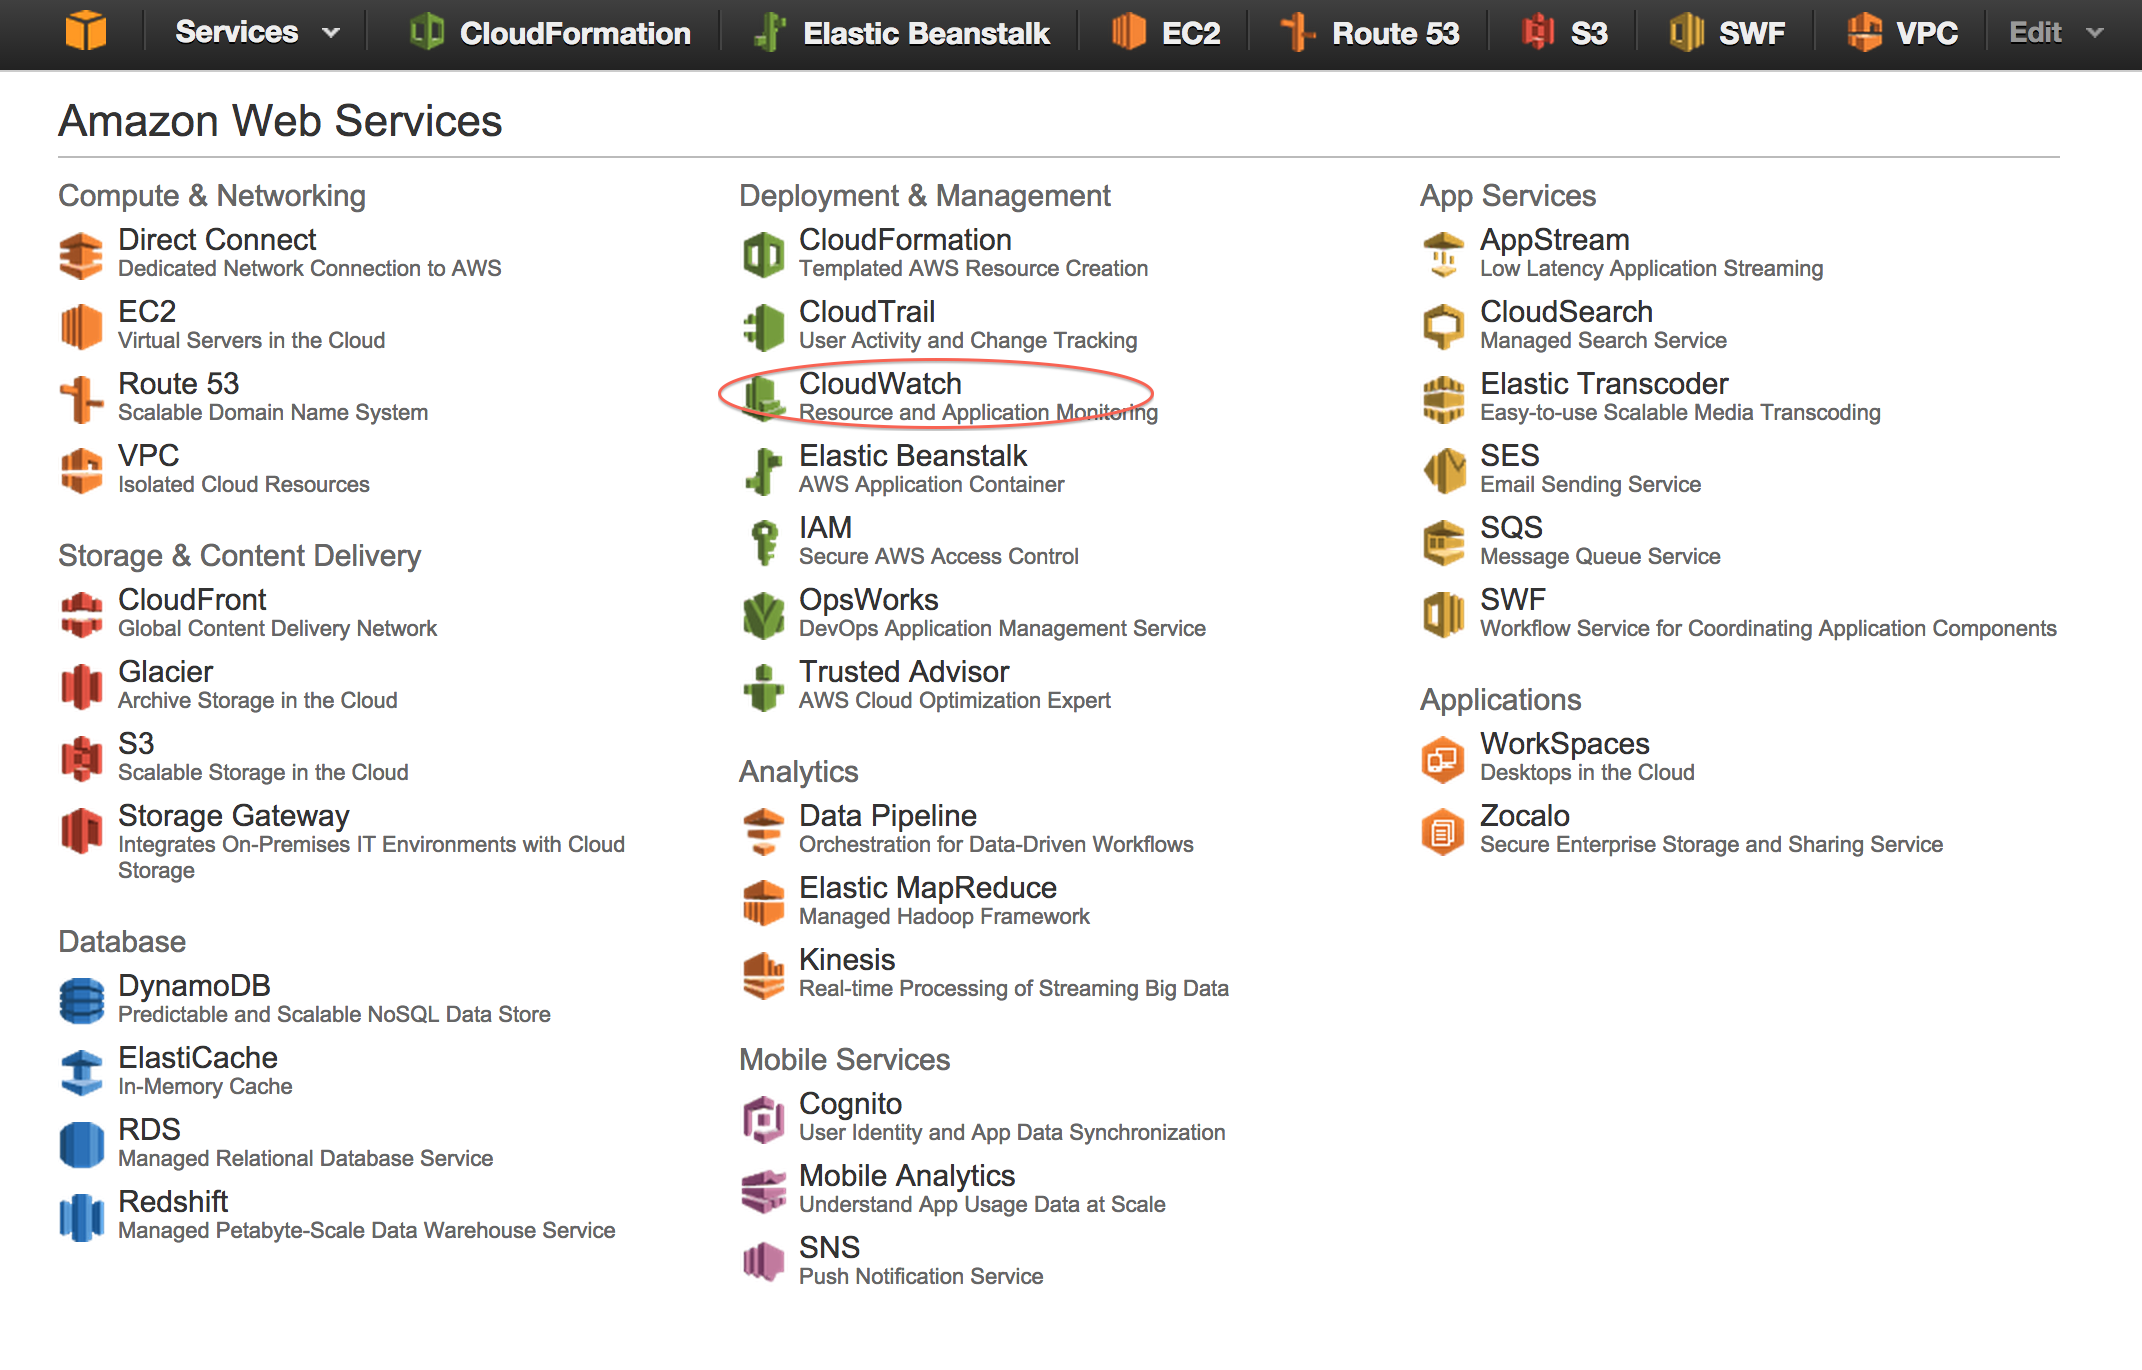 Services
CloudFormation
Elastic Beanstalk
EC2
Route 53
S3
SWF
VPC
Edit
Amazon Web Services
Compute & Networking
Direct Connect
Dedicated Network Connection to AWS
EC2
Virtual Servers in the Cloud
Route 53
Scalable Domain Name System
VPC
Isolated Cloud Resources
Storage & Content Delivery
CloudFront
Global Content Delivery Network
Glacier
Archive Storage in the Cloud
S3
Scalable Storage in the Cloud
Storage Gateway
Integrates On-Premises IT Environments with Cloud
Storage
Database
DynamoDB
Predictable and Scalable NoSQL Data Store
ElastiCache
In-Memory Cache
RDS
Managed Relational Database Service
Redshift
Managed Petabyte-Scale Data Warehouse Service
Deployment & Management
CloudFormation
Templated AWS Resource Creation
CloudTrail
User Activity and Change Tracking
CloudWatch
Resource and Application Monitoring
Elastic Beanstalk
AWS Application Container
IAM
Secure AWS Access Control
OpsWorks
DevOps Application Management Service
Trusted Advisor
AWS Cloud Optimization Expert
Analytics
Data Pipeline
Orchestration for Data-Driven Workflows
Elastic MapReduce
Managed Hadoop Framework
Kinesis
Real-time Processing of Streaming Big Data
Mobile Services
Cognito
User Identity and App Data Synchronization
Mobile Analytics
Understand App Usage Data at Scale
SNS
Push Notification Service
App Services
AppStream
Low Latency Application Streaming
CloudSearch
Managed Search Service
Elastic Transcoder
Easy-to-use Scalable Media Transcoding
SES
Email Sending Service
SQS
Message Queue Service
SWF
Workflow Service for Coordinating Application Components
Applications
WorkSpaces
Desktops in the Cloud
Zocalo
Secure Enterprise Storage and Sharing Service